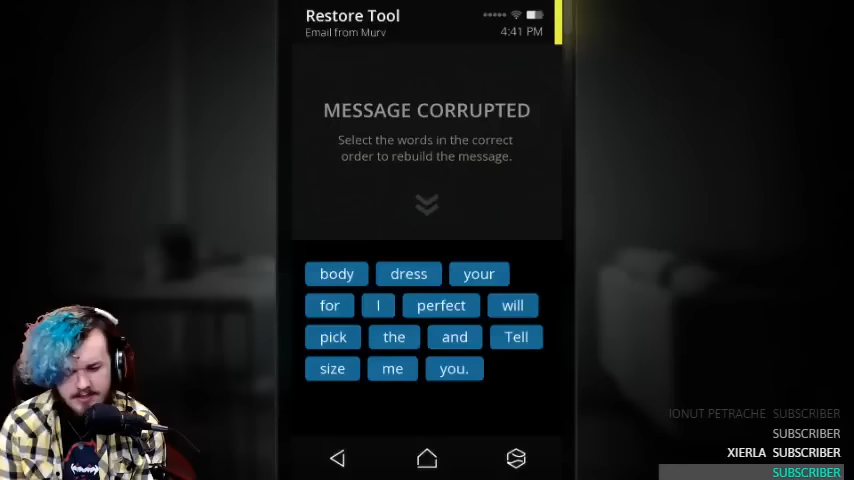 Restore Tool
Email from Murv
4:41 PM
MESSAGE CORRUPTED
Select the words in the correct
order to rebuild the message.
body dress your
for I perfect will
pick the and Tell
size me you.
IONUT PETRACHE SUBSCRIBER
SUBSCRIBER
XIERLA SUBSCRIBER
SUBSCRIBER